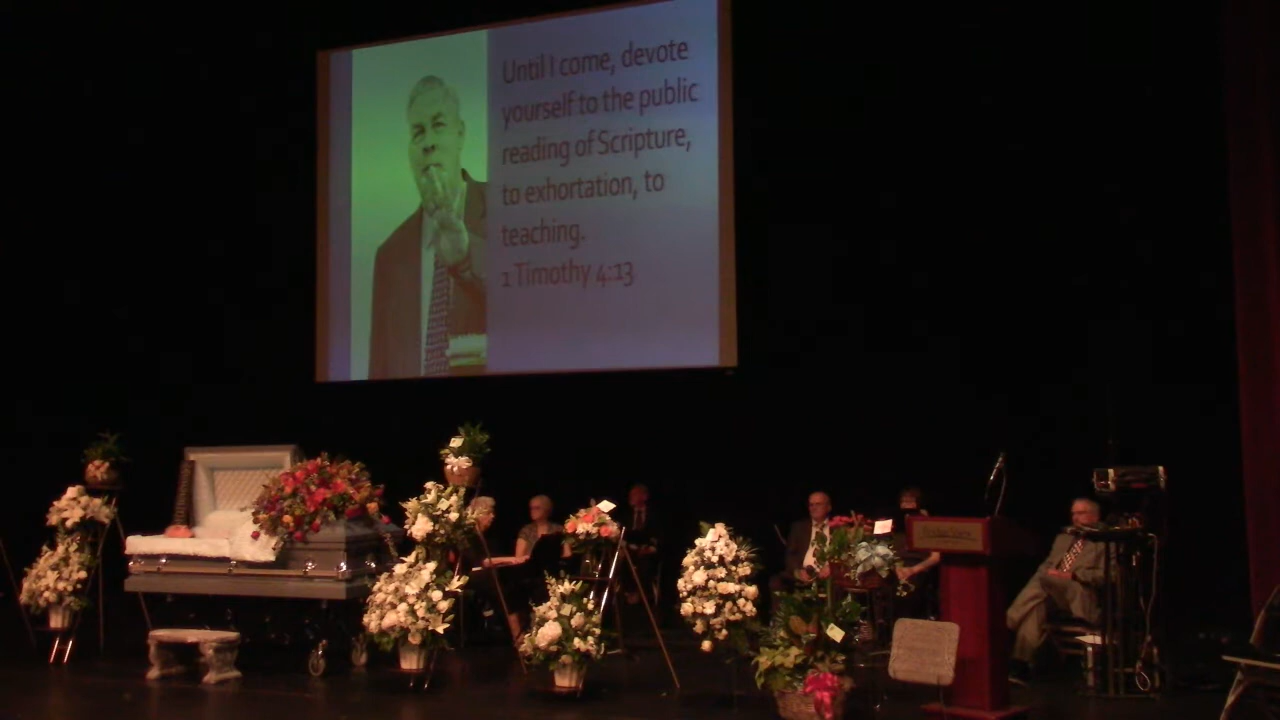 Until I come, devote
yourself to the public
reading of Scripture,
to exhortation, to
teaching.
1 Timothy 4:13